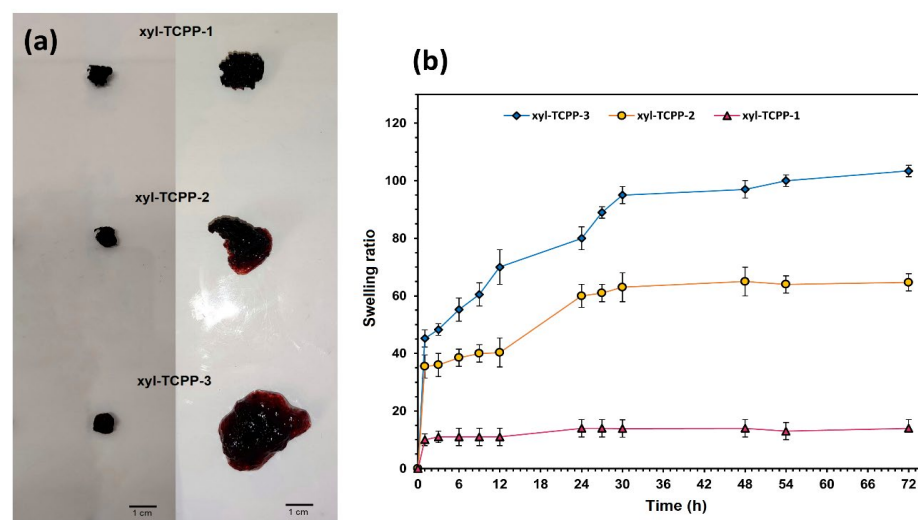 (a)
xyl-TCPP-1
xyl-TCPP-2
xyl-TCPP-3
1 cm
1 cm
(b)
xyl-TCPP-3
xyl-TCPP-2
xyl-TCPP-1
Swelling ratio
120
100
80
60
40
20
0
0 6 12 18 24 30 36 42 48 54 60 66 72
Time (h)